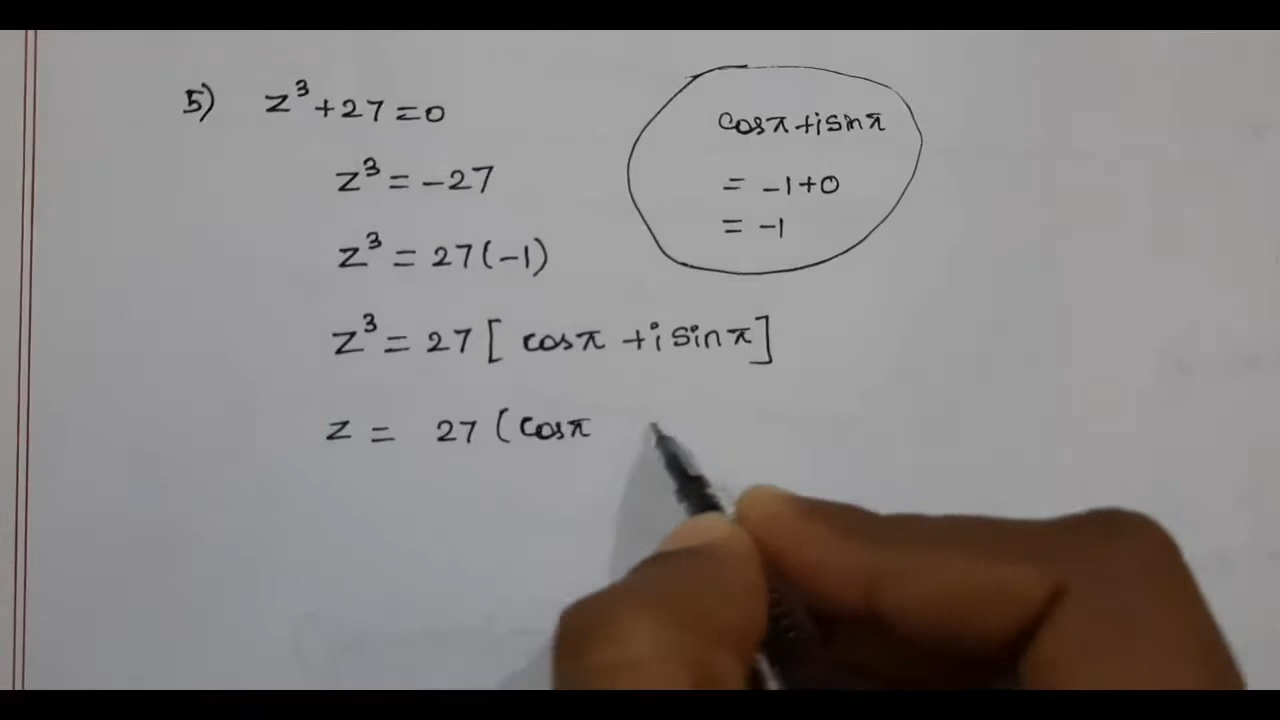 5) z³+27=0
z³ = -27
z³ = 27(-1)
z³ = 27[ cosπ +i sinπ]
z = 27 (cosπ
cosπ+isinπ
= -1+0
= -1